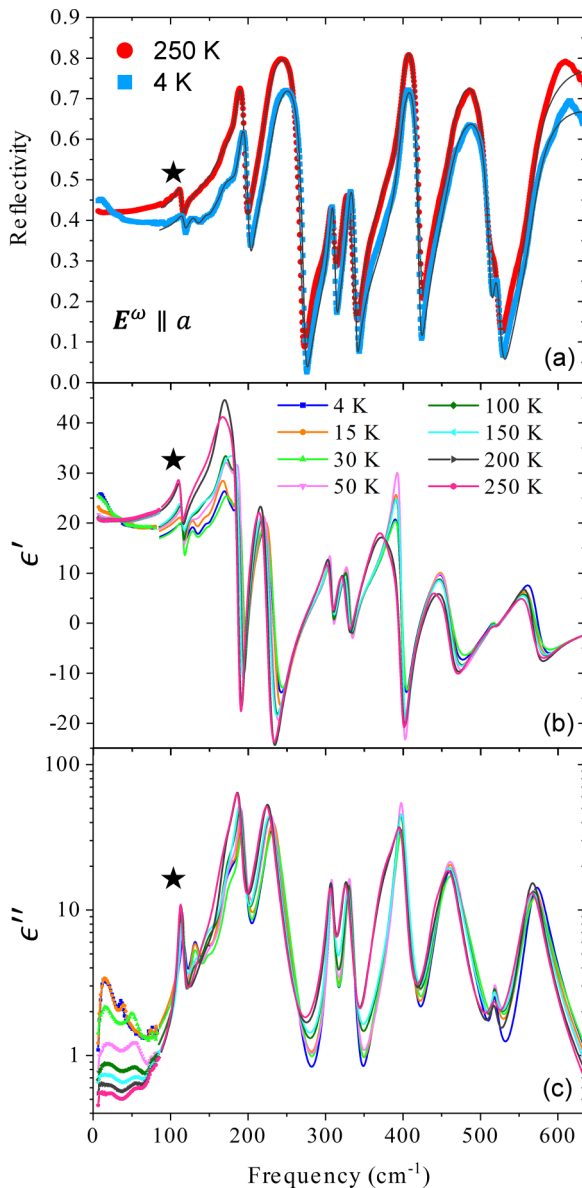 0.9
0.8
0.7
0.6
0.5
0.4
0.3
0.2
0.1
0.0
Reflectivity
250 K
4 K
★
𝑬^ω ∥ a
(a)
40
30
20
10
0
-10
-20
ϵ′
★
4 K 100 K
15 K 150 K
30 K 200 K
50 K 250 K
(b)
100
10
1
ϵ″
★
(c)
0 100 200 300 400 500 600
Frequency (cm⁻¹)